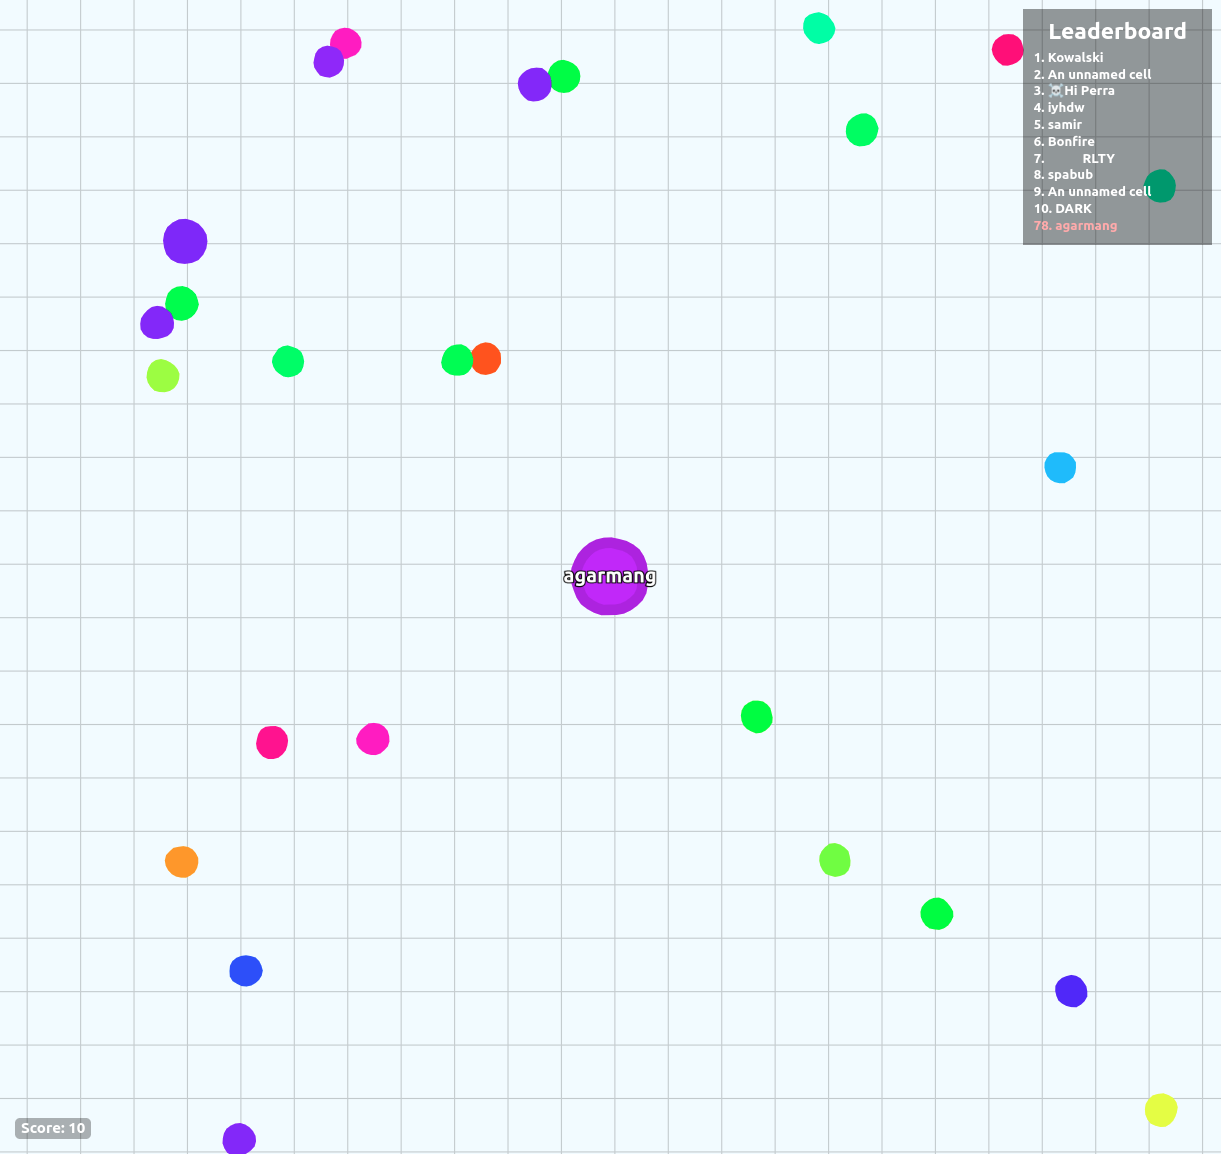 Leaderboard
1. Kowalski
2. An unnamed cell
3. ☠️Hi Perra
4. iyhdw
5. samir
6. Bonfire
7. RLTY
8. spabub
9. An unnamed cell
10. DARK
78. agarmang
agarmang
Score: 10